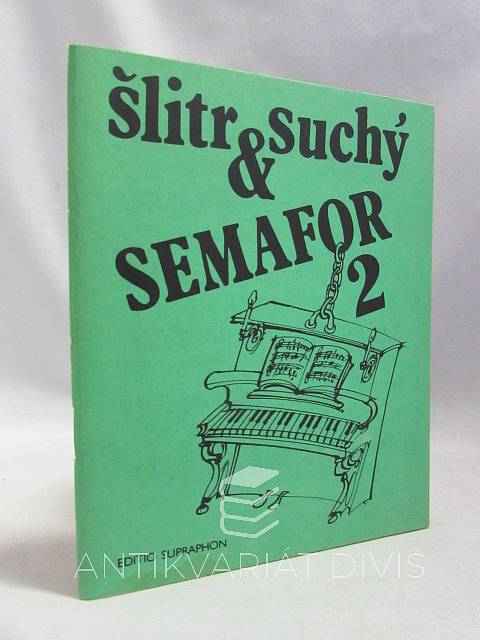 šlitr & suchý
SEMAFOR
2
EDITIO SUPRAPHON
ANTIKVARIÁT DIVIŠ